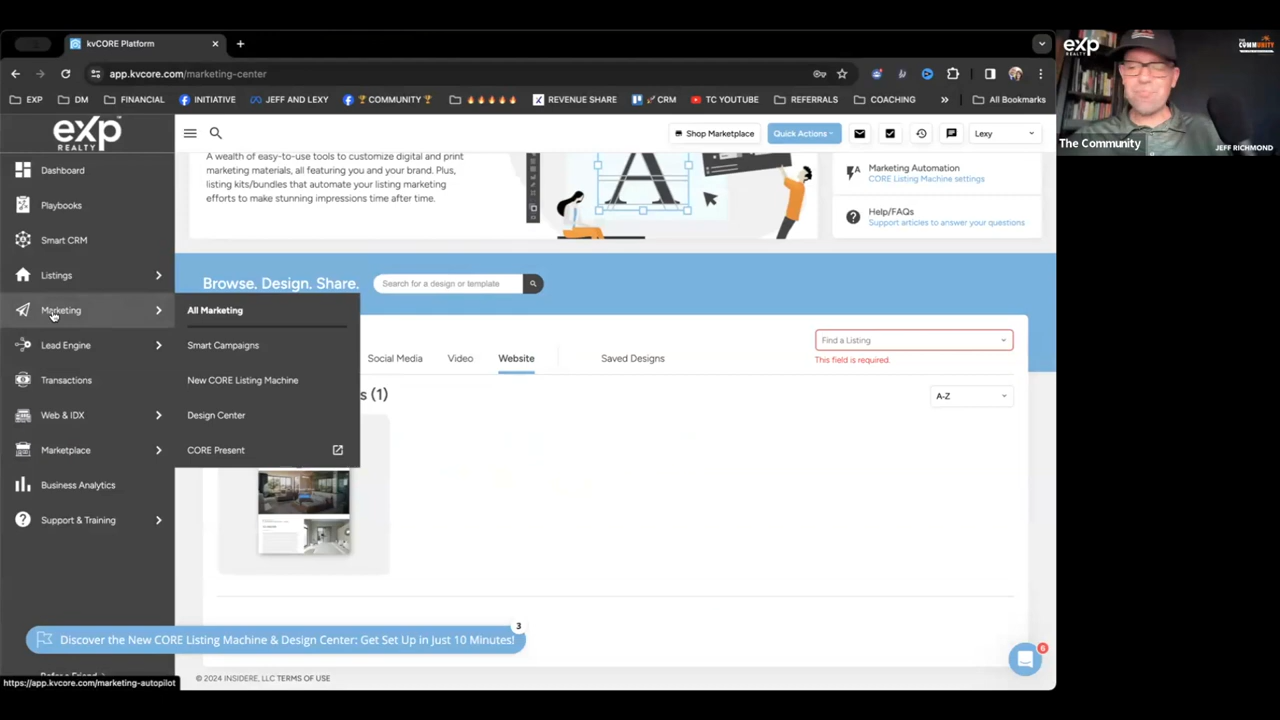 kvCORE Platform
app.kvcore.com/marketing-center
EXP
DM
FINANCIAL
INITIATIVE
JEFF AND LEXY
COMMUNITY
REVENUE SHARE
CRM
TC YOUTUBE
REFERRALS
COACHING
All Bookmarks
exp
REALTY
THE COMMUNITY
The Community
JEFF RICHMOND
exp
REALTY
Shop Marketplace
Quick Actions
Lexy
Dashboard
Playbooks
Smart CRM
Listings
Marketing
Lead Engine
Transactions
Web & IDX
Marketplace
Business Analytics
Support & Training
All Marketing
Smart Campaigns
New CORE Listing Machine
Design Center
CORE Present
A wealth of easy-to-use tools to customize digital and print
marketing materials, all featuring you and your brand. Plus,
listing kits/bundles that automate your listing marketing
efforts to make stunning impressions time after time.
A
Marketing Automation
CORE Listing Machine settings
Help/FAQs
Support articles to answer your questions
Browse. Design. Share.
Search for a design or template
Social Media
Video
Website
Saved Designs
Find a Listing
This field is required.
s (1)
A-Z
Discover the New CORE Listing Machine & Design Center: Get Set Up in Just 10 Minutes!
3
6
© 2024 INSIDERE, LLC TERMS OF USE
https://app.kvcore.com/marketing-autopilot